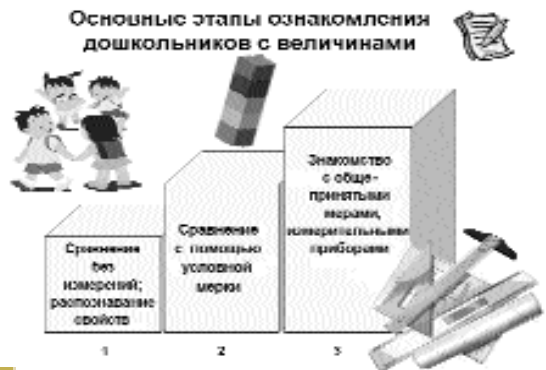 Основные этапы ознакомления
дошкольников с величинами
Сравнение
без
измерений;
распознавание
свойств
Сравнение
с помощью
условной
мерки
Знакомство
с обще-
принятыми
мерами,
измерительными
приборами
1
2
3